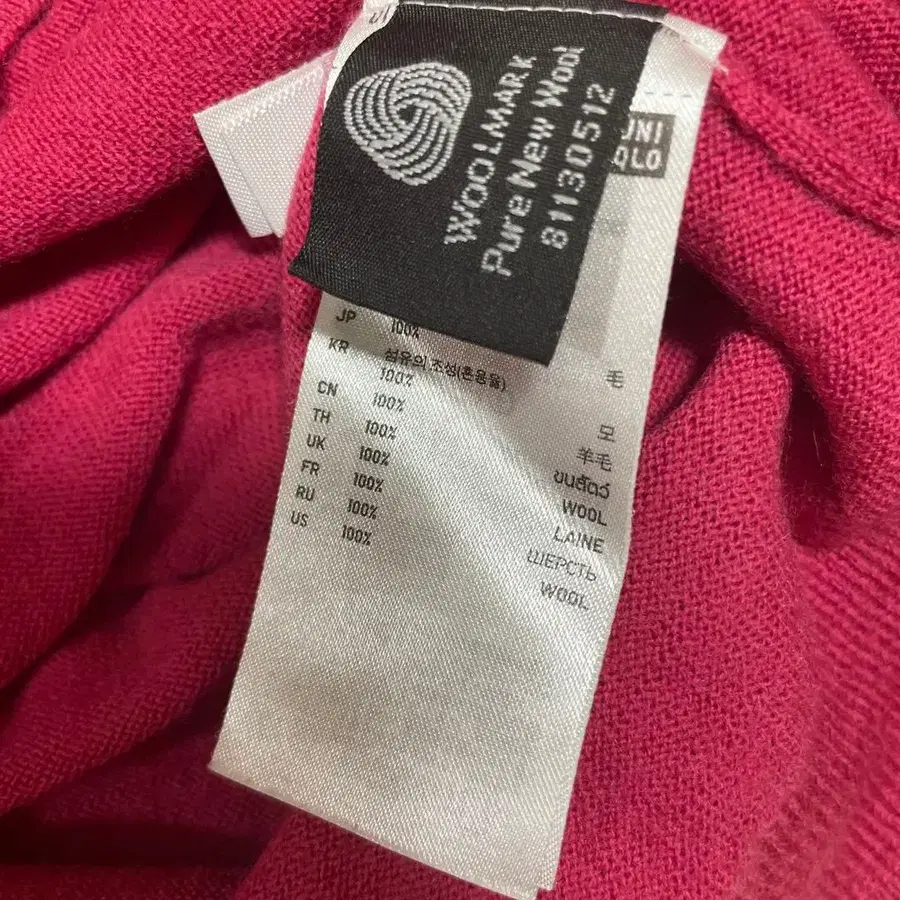 WOOLMARK
Pure New Wool
81130512
UNI
QLO
JP 100% 毛
KR 섬유의 조성(혼용율)
100% 모
CN 100% 羊毛
TH 100% ขนสัตว์
UK 100% WOOL
FR 100% LAINE
RU 100% ШЕРСТЬ
US 100% WOOL